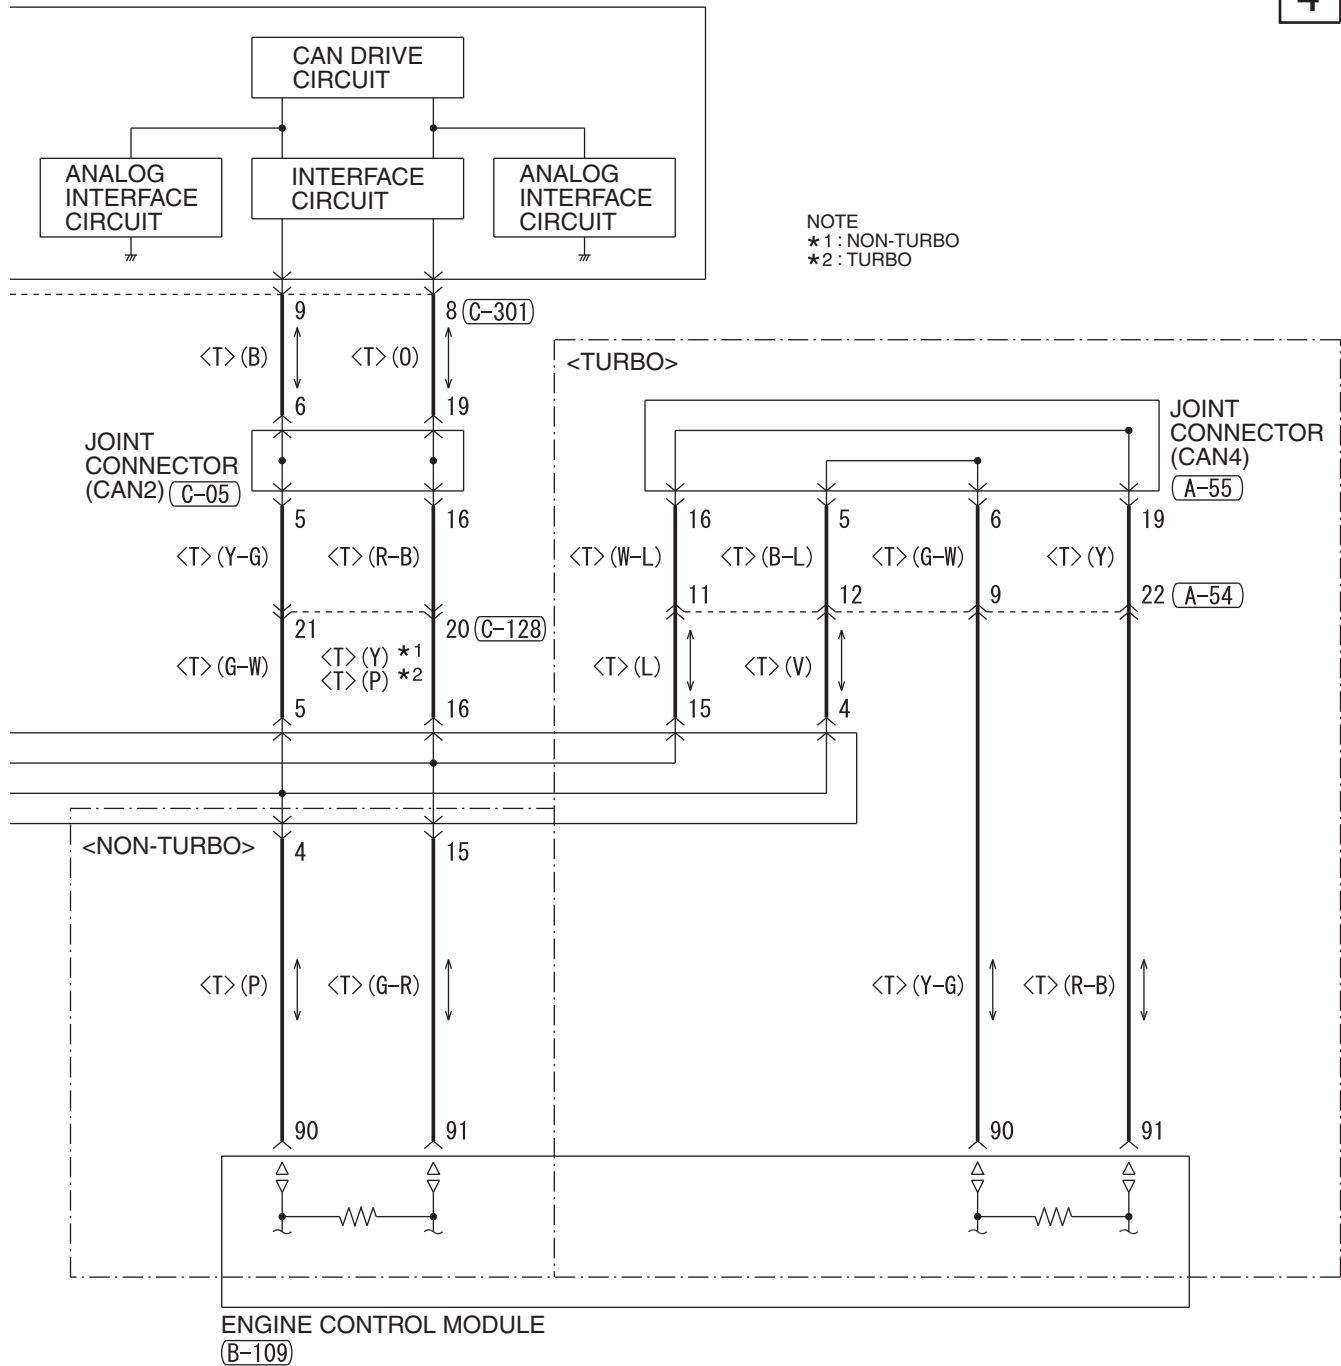 4
CAN DRIVE
CIRCUIT
ANALOG
INTERFACE
CIRCUIT
INTERFACE
CIRCUIT
ANALOG
INTERFACE
CIRCUIT
NOTE
*1 : NON-TURBO
*2 : TURBO
9
8 C-301
<T>(B)
<T>(O)
6
19
<TURBO>
JOINT
CONNECTOR
(CAN2) C-05
JOINT
CONNECTOR
(CAN4)
A-55
5
16
16
5
6
19
<T>(Y-G)
<T>(R-B)
<T>(W-L)
<T>(B-L)
<T>(G-W)
<T>(Y)
11
12
9
22 A-54
21
20 C-128
<T>(G-W)
<T>(Y) *1
<T>(P) *2
<T>(L)
<T>(V)
5
16
15
4
<NON-TURBO>
4
15
<T>(P)
<T>(G-R)
<T>(Y-G)
<T>(R-B)
90
91
90
91
ENGINE CONTROL MODULE
B-109